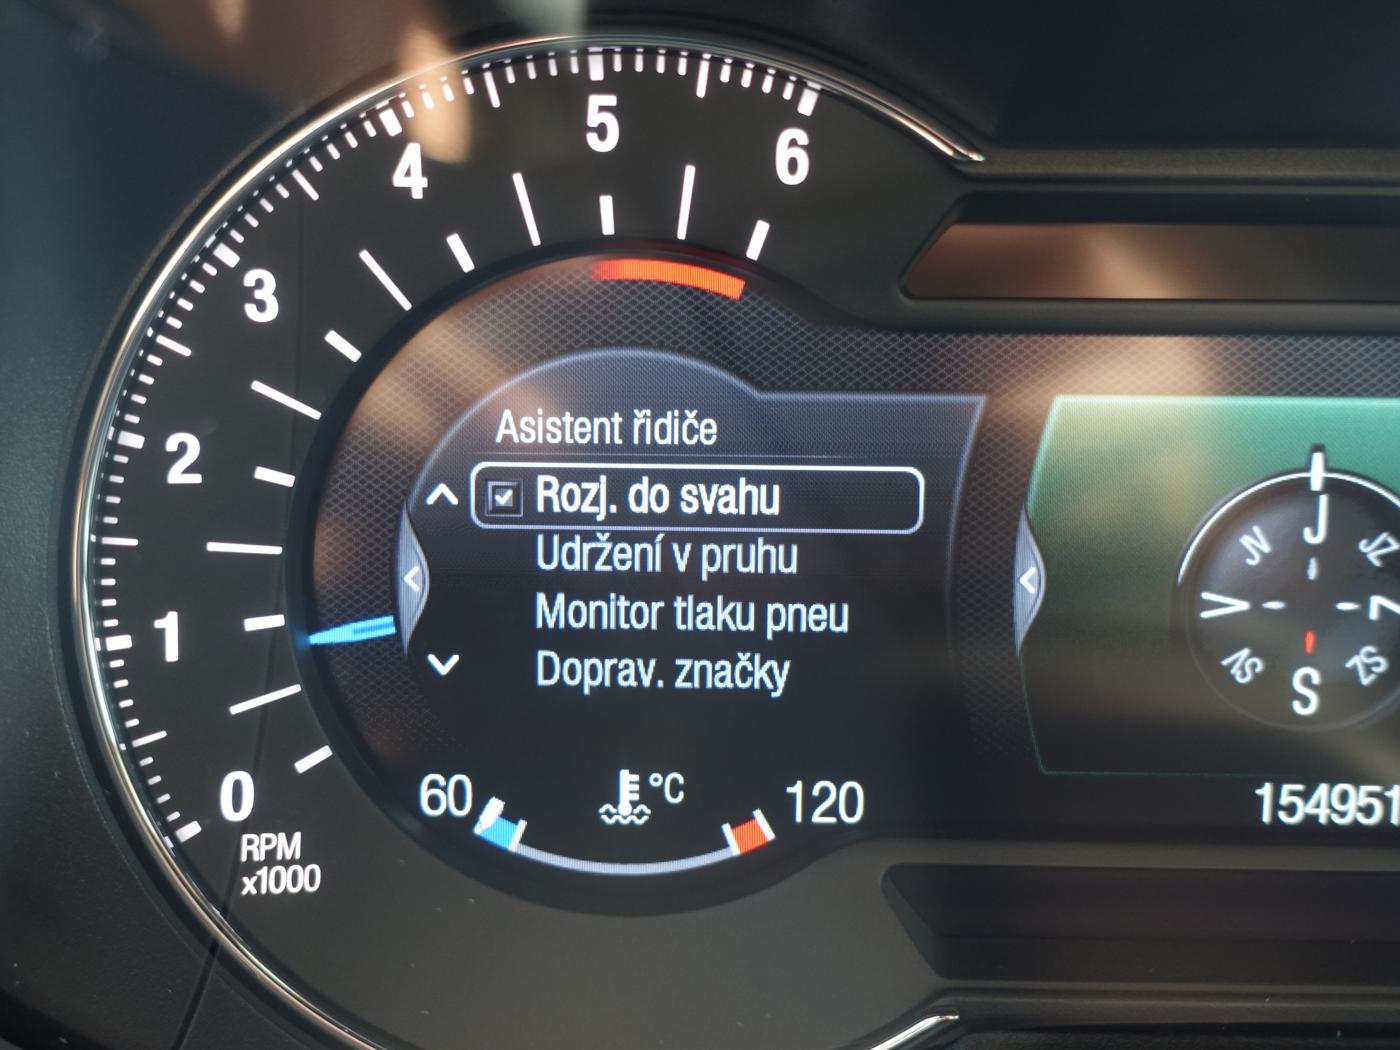 5
6
4
3
2
1
0
RPM
x1000
Asistent řidiče
Rozj. do svahu
Udržení v pruhu
Monitor tlaku pneu
Doprav. značky
60
°C
120
J
JV
JZ
V
Z
SV
SZ
S
154951